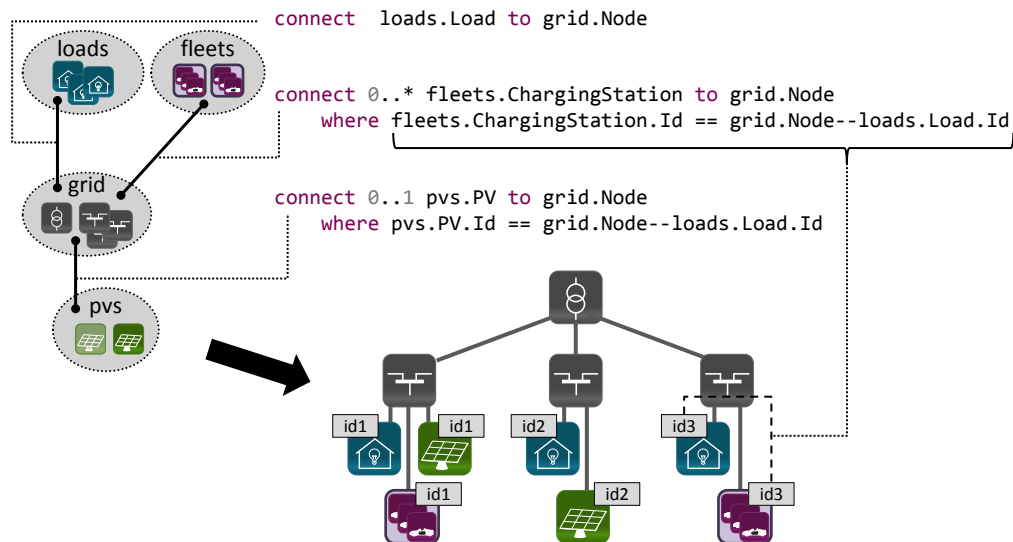 connect loads.Load to grid.Node
loads
fleets
connect 0..* fleets.ChargingStation to grid.Node
where fleets.ChargingStation.Id == grid.Node--loads.Load.Id
grid
connect 0..1 pvs.PV to grid.Node
where pvs.PV.Id == grid.Node--loads.Load.Id
pvs
id1
id1
id2
id3
id1
id2
id3